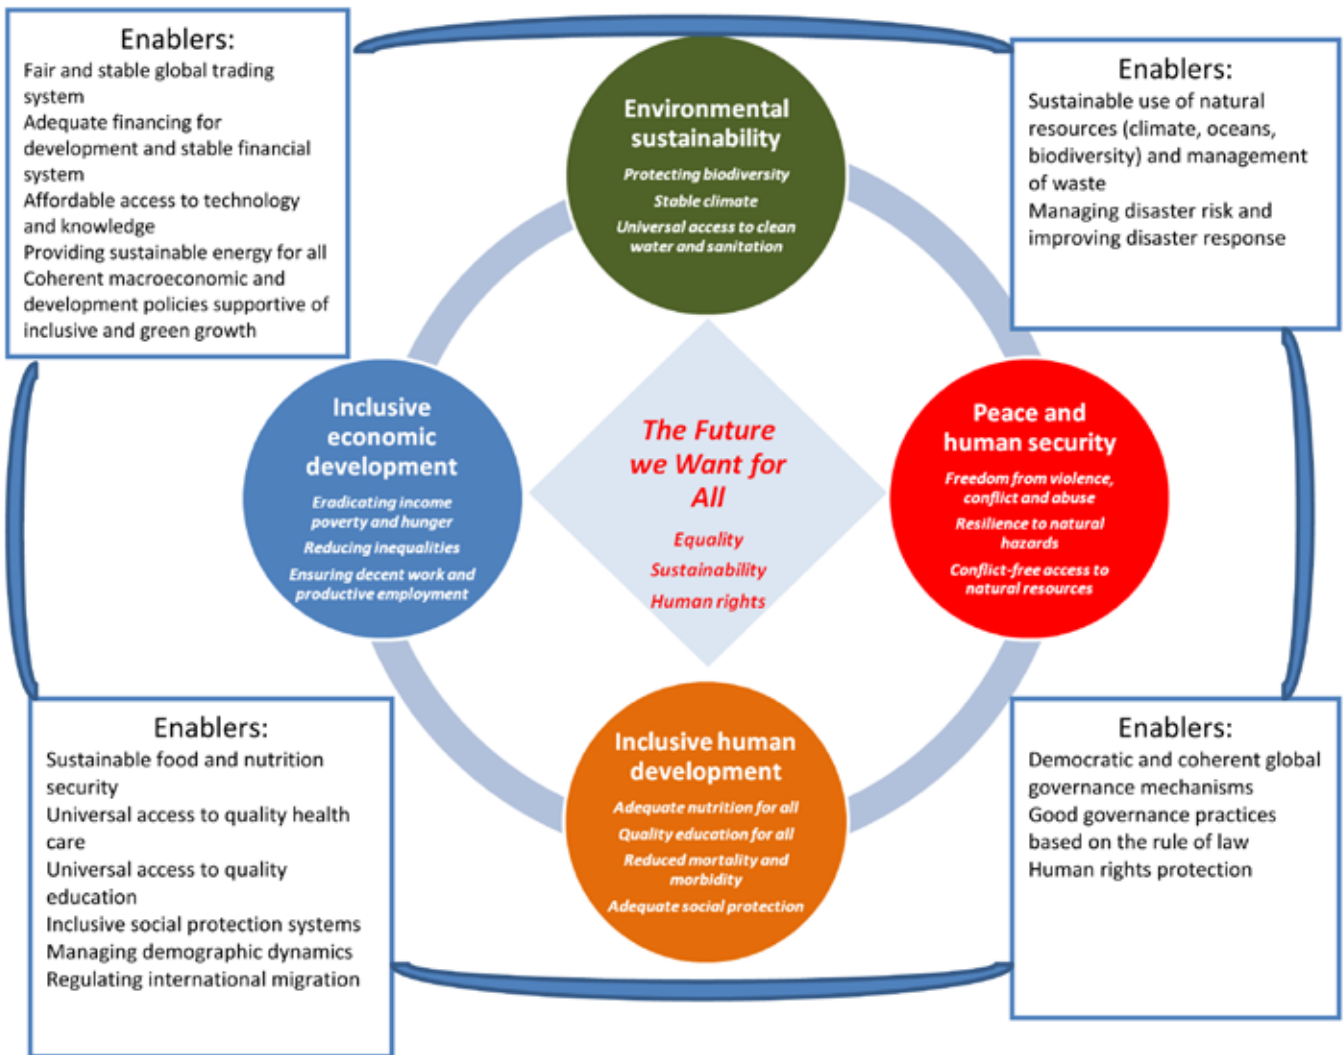 Enablers:
Fair and stable global trading
system
Adequate financing for
development and stable financial
system
Affordable access to technology
and knowledge
Providing sustainable energy for all
Coherent macroeconomic and
development policies supportive of
inclusive and green growth
Environmental
sustainability
Protecting biodiversity
Stable climate
Universal access to clean
water and sanitation
Enablers:
Sustainable use of natural
resources (climate, oceans,
biodiversity) and management
of waste
Managing disaster risk and
improving disaster response
Inclusive
economic
development
Eradicating income
poverty and hunger
Reducing inequalities
Ensuring decent work and
productive employment
The Future
we Want for
All
Equality
Sustainability
Human rights
Peace and
human security
Freedom from violence,
conflict and abuse
Resilience to natural
hazards
Conflict-free access to
natural resources
Enablers:
Sustainable food and nutrition
security
Universal access to quality health
care
Universal access to quality
education
Inclusive social protection systems
Managing demographic dynamics
Regulating international migration
Inclusive human
development
Adequate nutrition for all
Quality education for all
Reduced mortality and
morbidity
Adequate social protection
Enablers:
Democratic and coherent global
governance mechanisms
Good governance practices
based on the rule of law
Human rights protection